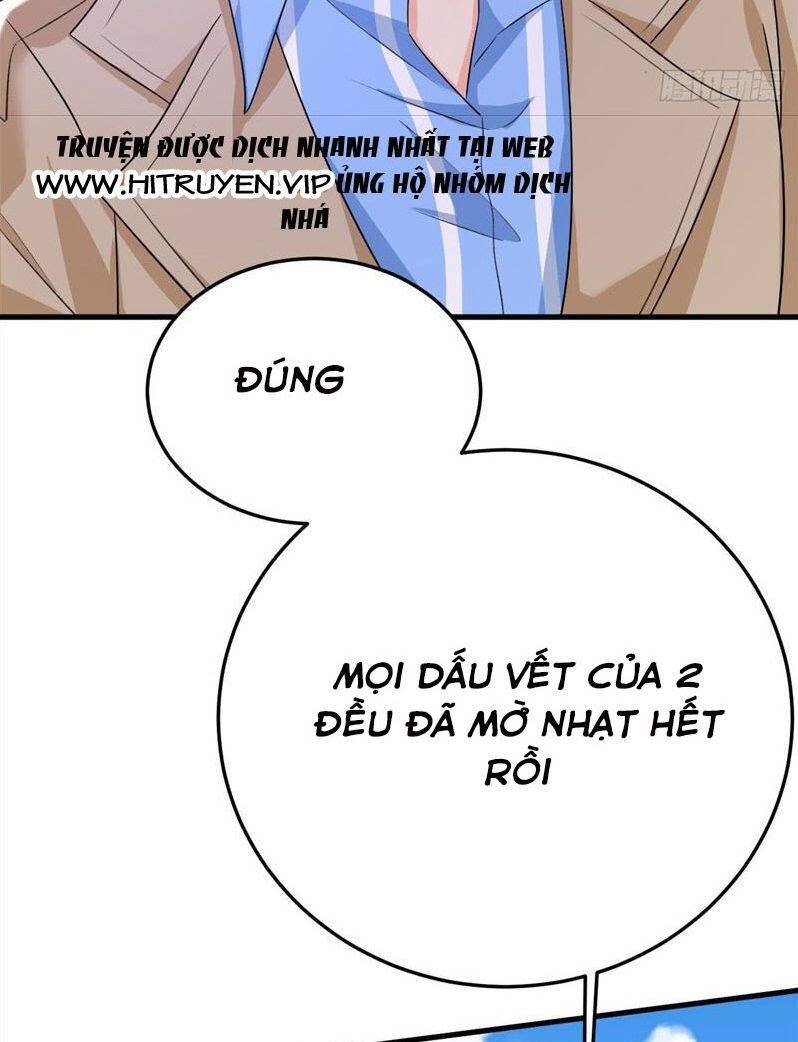 TRUYỆN ĐƯỢC DỊCH NHANH NHẤT TẠI WEB
WWW.HITRUYEN.VIP ỦNG HỘ NHÓM DỊCH
NHÁ
ĐÚNG
MỌI DẤU VẾT CỦA 2
ĐỀU ĐÃ MỜ NHẠT HẾT
RỒI